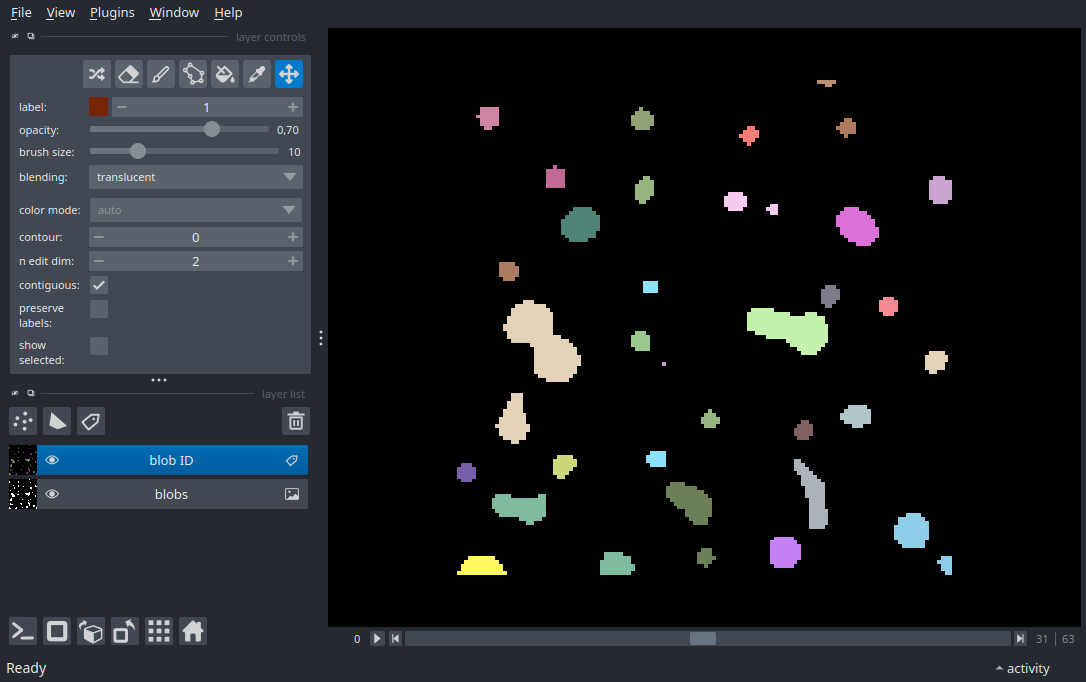 File View Plugins Window Help
layer controls
label: 1
opacity: 0,70
brush size: 10
blending: translucent
color mode: auto
contour: 0
n edit dim: 2
contiguous:
preserve
labels:
show
selected:
layer list
blob ID
blobs
0 31 63
Ready activity